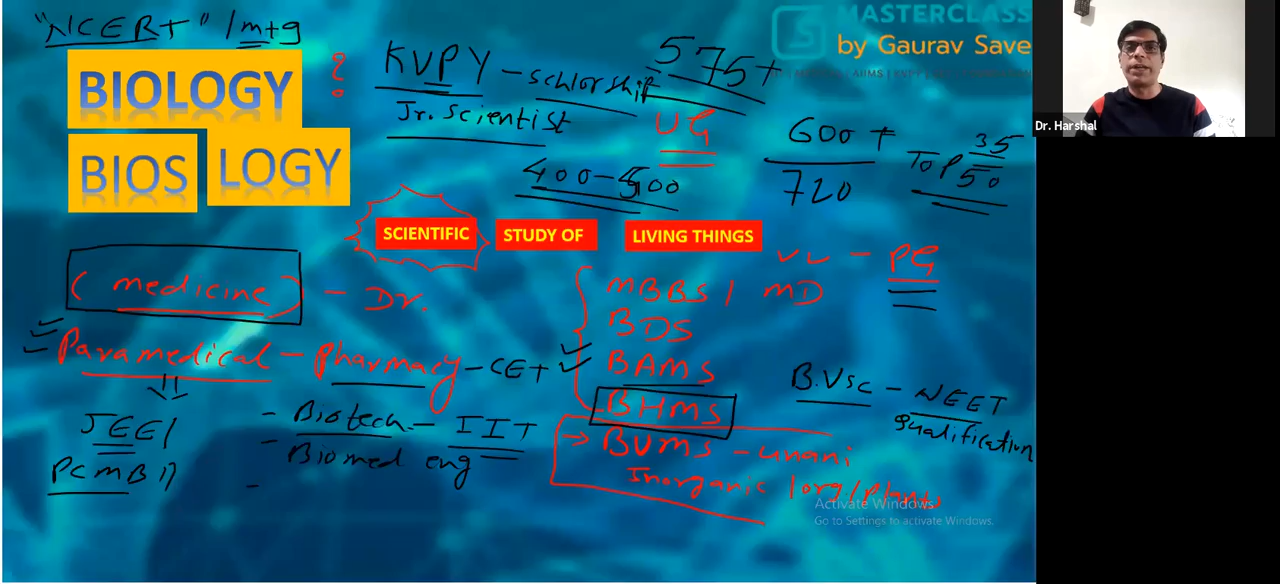 "NCERT" / mtg
MASTERCLASS
by Gaurav Save
BIOLOGY
?
KVPY - schlorship
575+
Jr. Scientist
UG
600+
720
TOP 35
50
BIOS
LOGY
400-500
SCIENTIFIC
STUDY OF
LIVING THINGS
PG
(medicine) - Dr.
MBBS / MD
BDS
Paramedical - Pharmacy - CET
BAMS
B.VSc - NEET
qualification
BHMS
JEE/
- Biotech - IIT
PCMB
- Biomed eng
→ BUMS - unani
Inorganic / org / plants
-
Activate Windows
Go to Settings to activate Windows.
Dr. Harshal